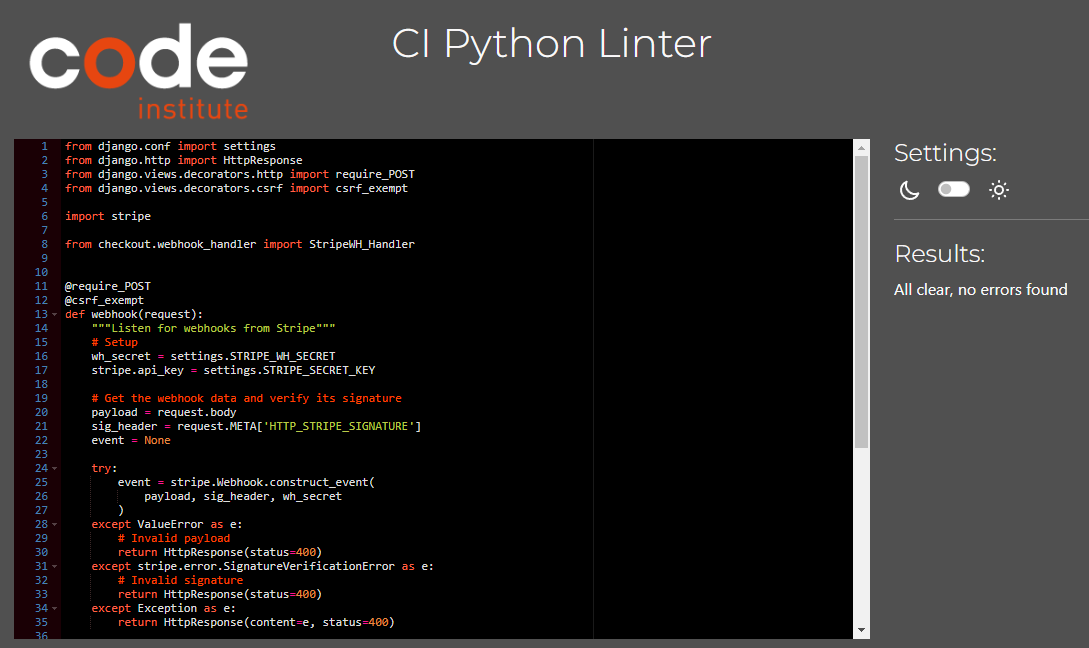 code
institute
CI Python Linter
1 from django.conf import settings
2 from django.http import HttpResponse
3 from django.views.decorators.http import require_POST
4 from django.views.decorators.csrf import csrf_exempt
5
6 import stripe
7
8 from checkout.webhook_handler import StripeWH_Handler
9
10
11 @require_POST
12 @csrf_exempt
13 def webhook(request):
14     """Listen for webhooks from Stripe"""
15     # Setup
16     wh_secret = settings.STRIPE_WH_SECRET
17     stripe.api_key = settings.STRIPE_SECRET_KEY
18
19     # Get the webhook data and verify its signature
20     payload = request.body
21     sig_header = request.META['HTTP_STRIPE_SIGNATURE']
22     event = None
23
24     try:
25         event = stripe.Webhook.construct_event(
26             payload, sig_header, wh_secret
27         )
28     except ValueError as e:
29         # Invalid payload
30         return HttpResponse(status=400)
31     except stripe.error.SignatureVerificationError as e:
32         # Invalid signature
33         return HttpResponse(status=400)
34     except Exception as e:
35         return HttpResponse(content=e, status=400)
36
Settings:
Results:
All clear, no errors found